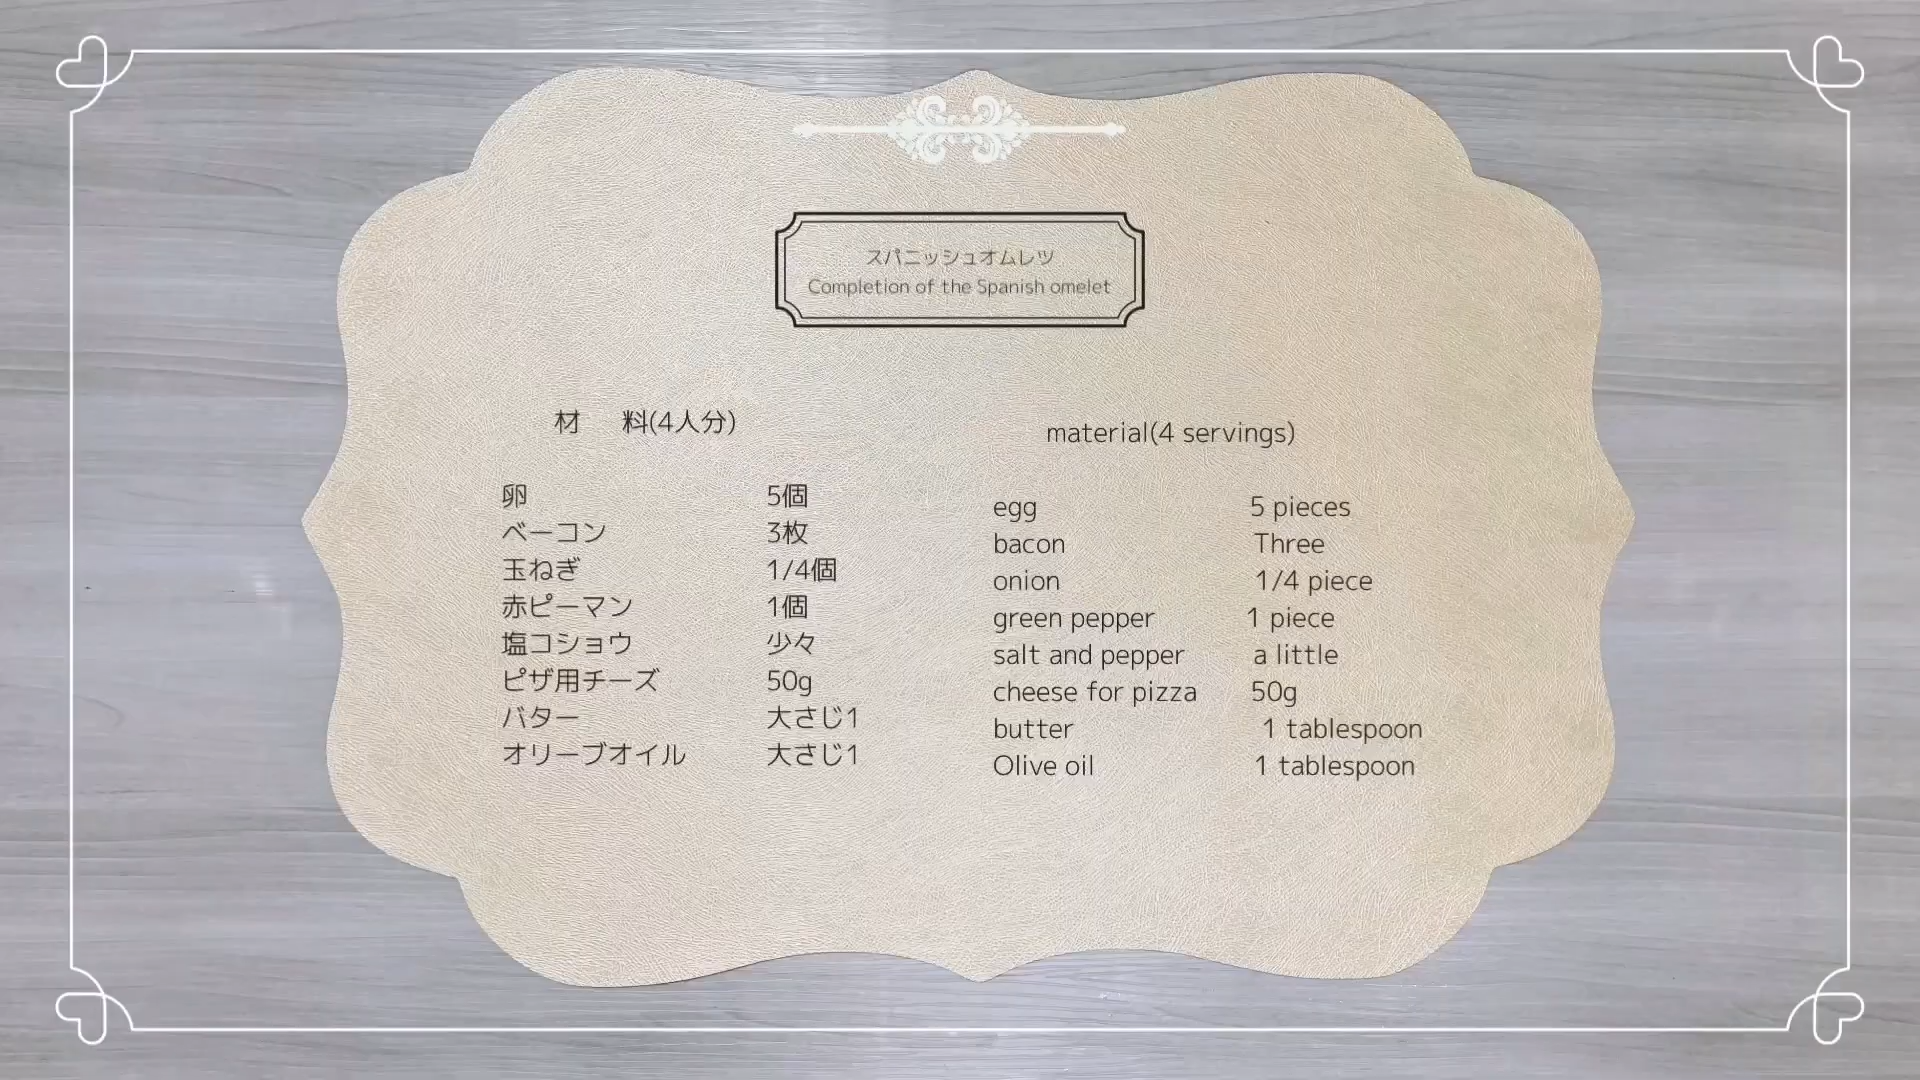 スパニッシュオムレツ
Completion of the Spanish omelet
材 料(4人分)
卵 5個
ベーコン 3枚
玉ねぎ 1/4個
赤ピーマン 1個
塩コショウ 少々
ピザ用チーズ 50g
バター 大さじ1
オリーブオイル 大さじ1
material(4 servings)
egg 5 pieces
bacon Three
onion 1/4 piece
green pepper 1 piece
salt and pepper a little
cheese for pizza 50g
butter 1 tablespoon
Olive oil 1 tablespoon